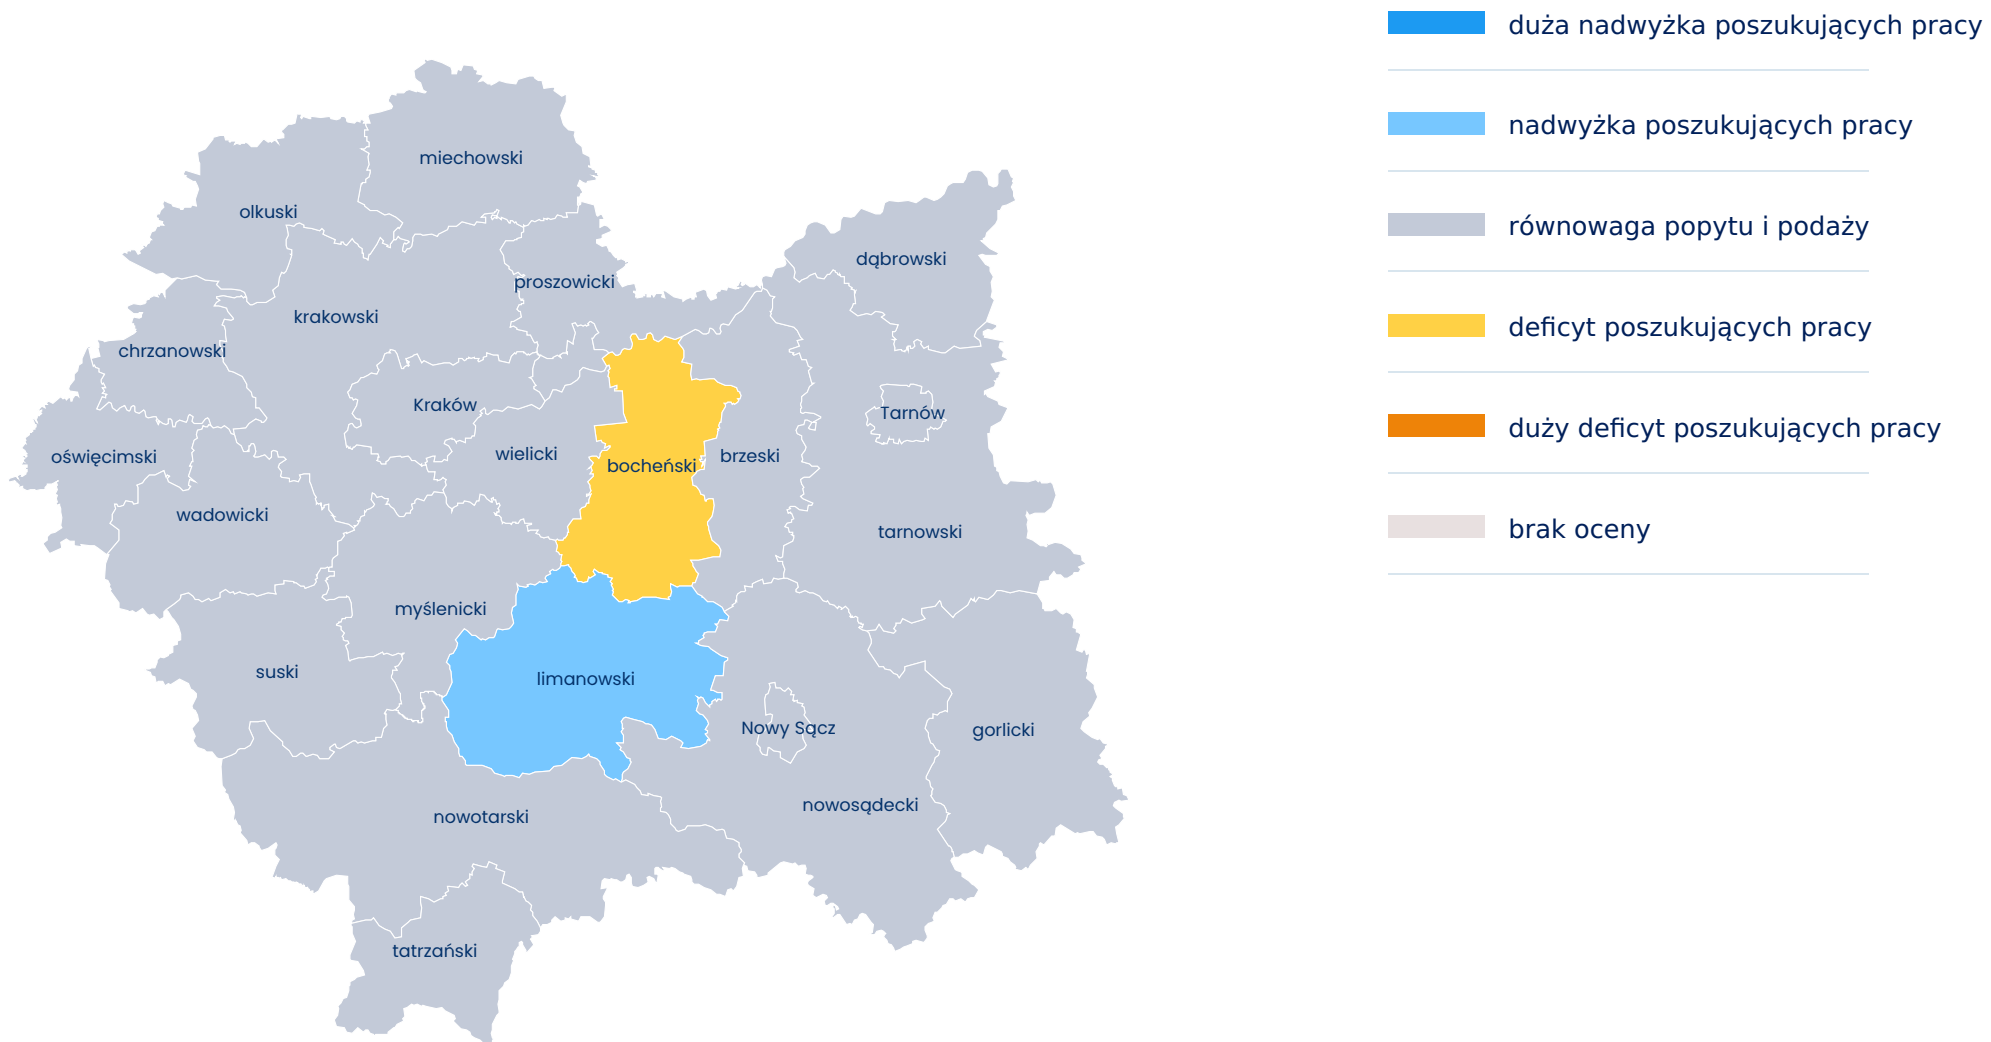 duża nadwyżka poszukujących pracy
nadwyżka poszukujących pracy
równowaga popytu i podaży
deficyt poszukujących pracy
duży deficyt poszukujących pracy
brak oceny
miechowski
olkuski
dąbrowski
proszowicki
krakowski
chrzanowski
Kraków
Tarnów
wielicki
oświęcimski
brzeski
bocheński
wadowicki
tarnowski
myślenicki
suski
limanowski
Nowy Sącz
gorlicki
nowosądecki
nowotarski
tatrzański